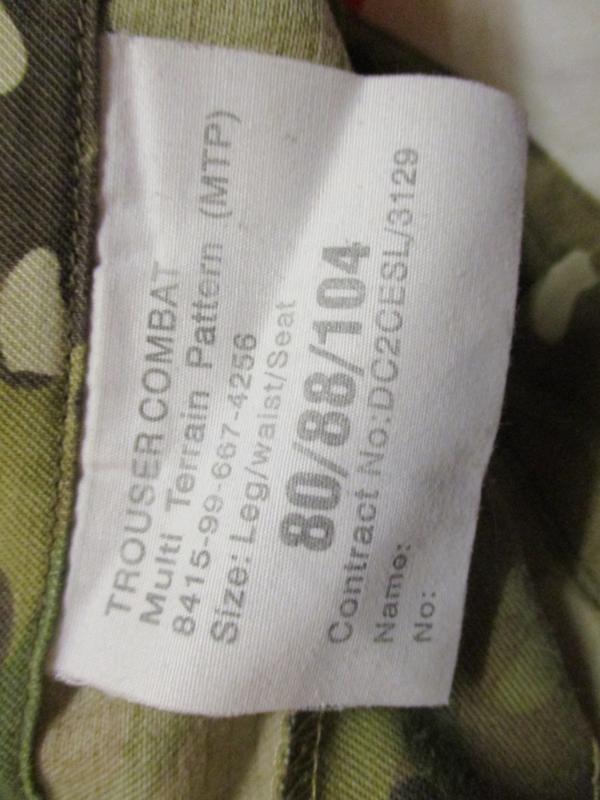 TROUSER COMBAT
Multi Terrain Pattern (MTP)
8415-99-667-4256
Size: Leg/waist/Seat
80/88/104
Contract No:DC2CESL/3129
Name:
No: